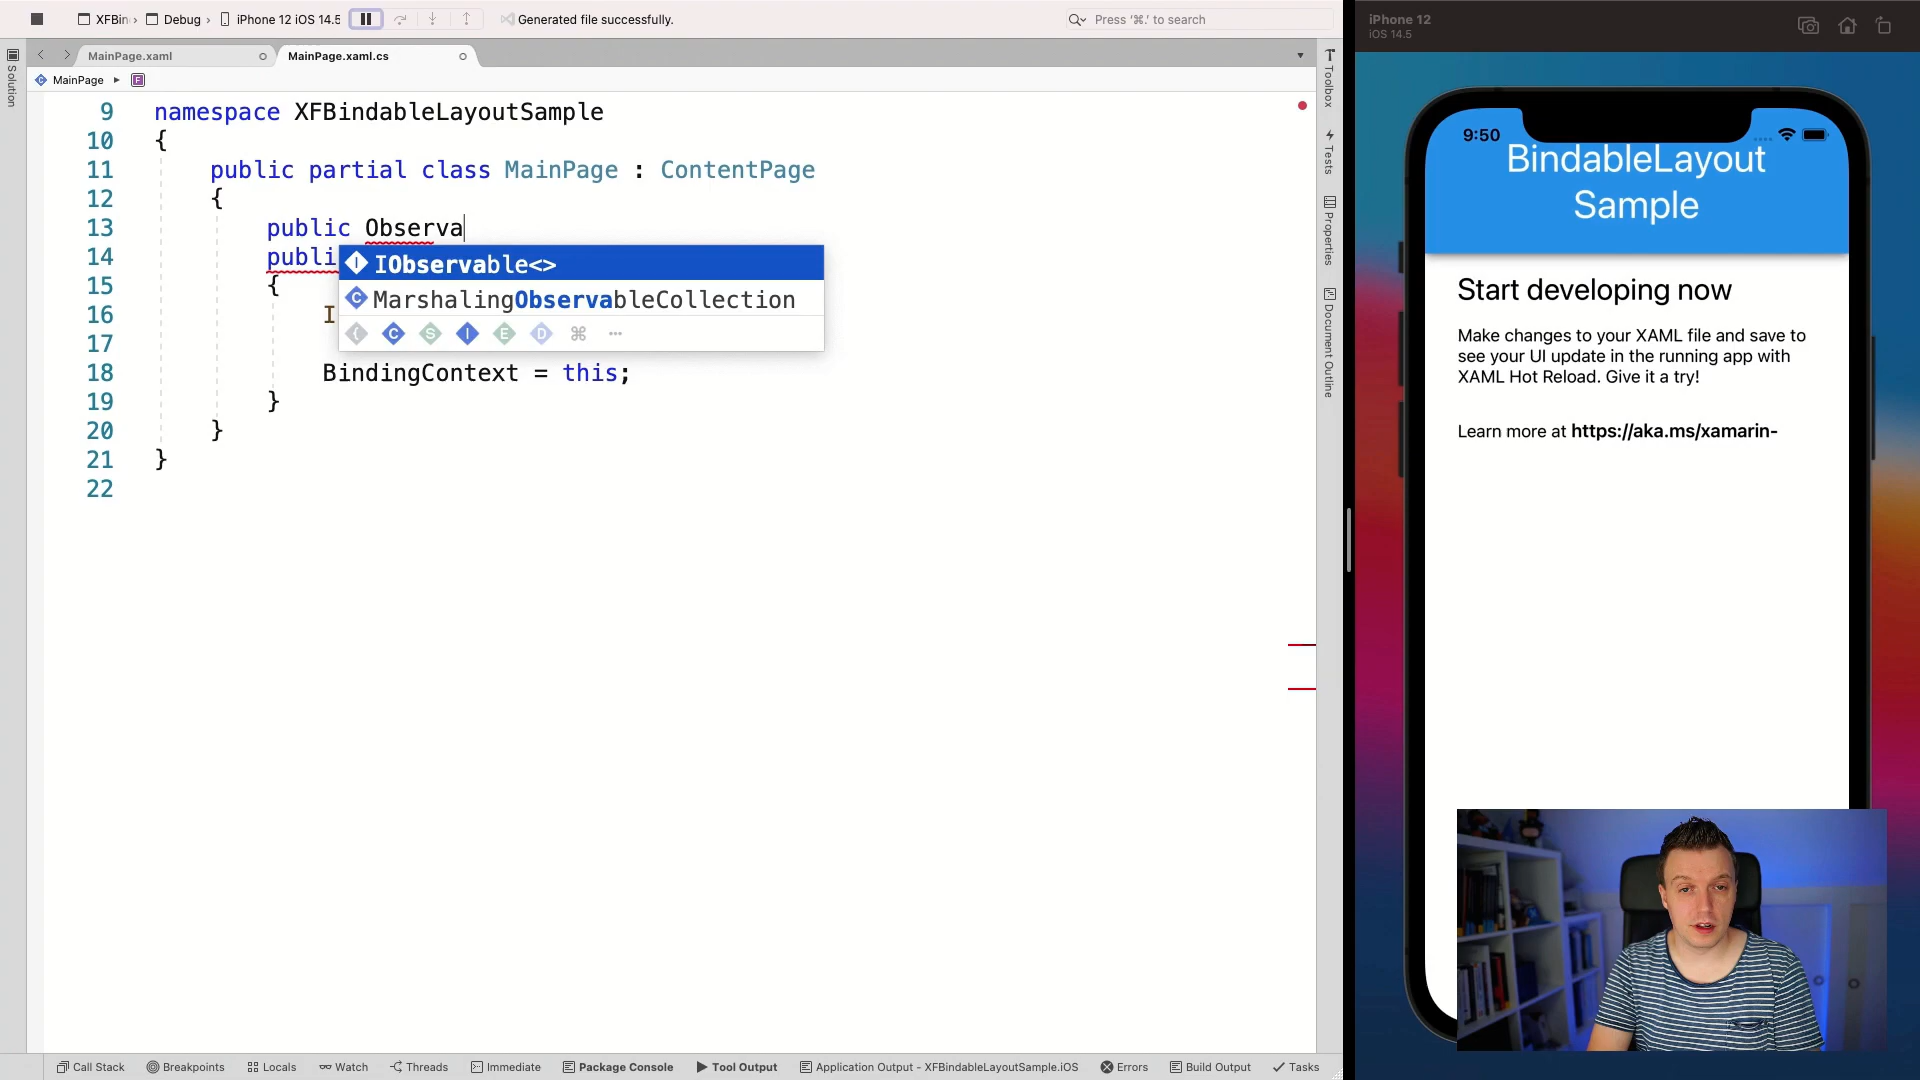 XFBin
Debug
iPhone 12 iOS 14.5
Generated file successfully.
Press '⌘.' to search
MainPage.xaml
MainPage.xaml.cs
MainPage
Solution
9 namespace XFBindableLayoutSample
10 {
11 public partial class MainPage : ContentPage
12 {
13 public Observa
14 publi
15 {
16 I
17
18 BindingContext = this;
19 }
20 }
21 }
22
IObservable<>
MarshalingObservableCollection
Toolbox
Tests
Properties
Document Outline
Call Stack
Breakpoints
Locals
Watch
Threads
Immediate
Package Console
Tool Output
Application Output - XFBindableLayoutSample.iOS
Errors
Build Output
Tasks
iPhone 12
iOS 14.5
9:50
BindableLayout
Sample
Start developing now
Make changes to your XAML file and save to
see your UI update in the running app with
XAML Hot Reload. Give it a try!
Learn more at https://aka.ms/xamarin-